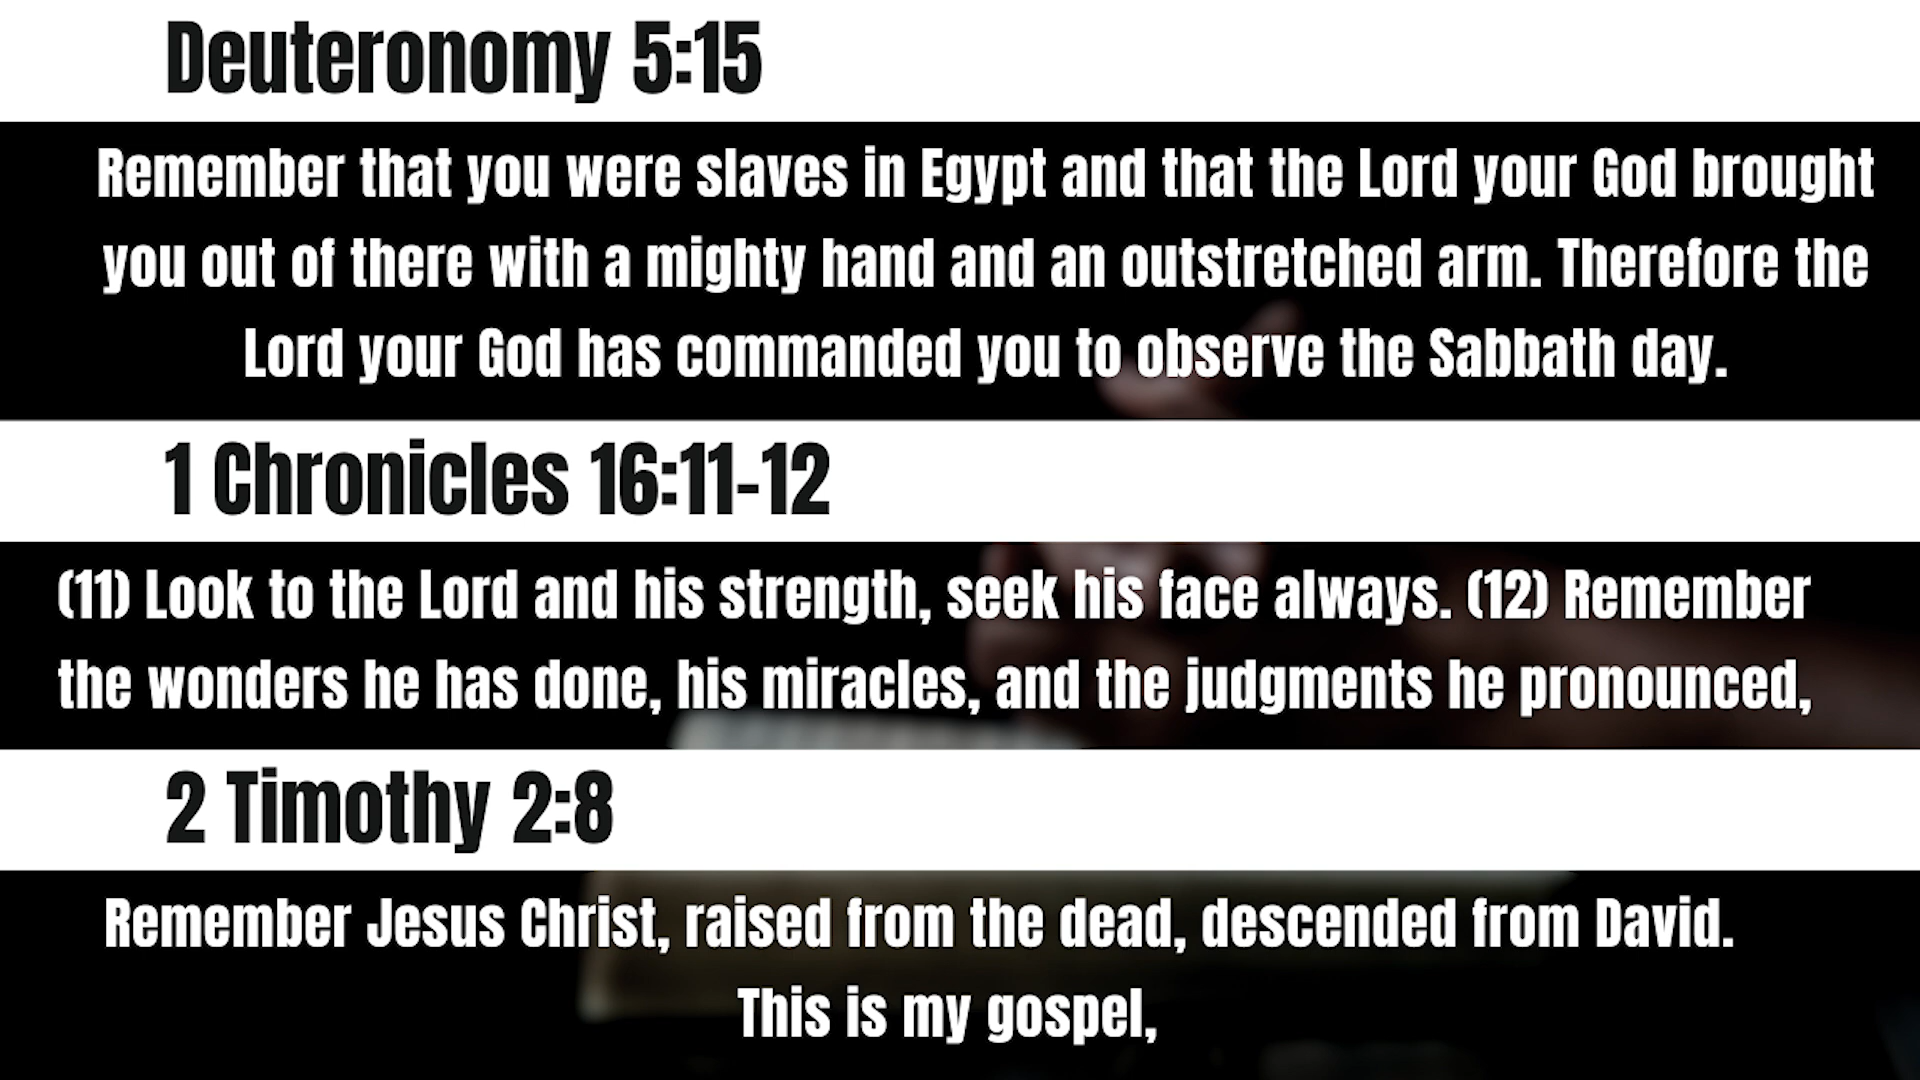 Deuteronomy 5:15
Remember that you were slaves in Egypt and that the Lord your God brought
you out of there with a mighty hand and an outstretched arm. Therefore the
Lord your God has commanded you to observe the Sabbath day.
1 Chronicles 16:11-12
(11) Look to the Lord and his strength, seek his face always. (12) Remember
the wonders he has done, his miracles, and the judgments he pronounced,
2 Timothy 2:8
Remember Jesus Christ, raised from the dead, descended from David.
This is my gospel,